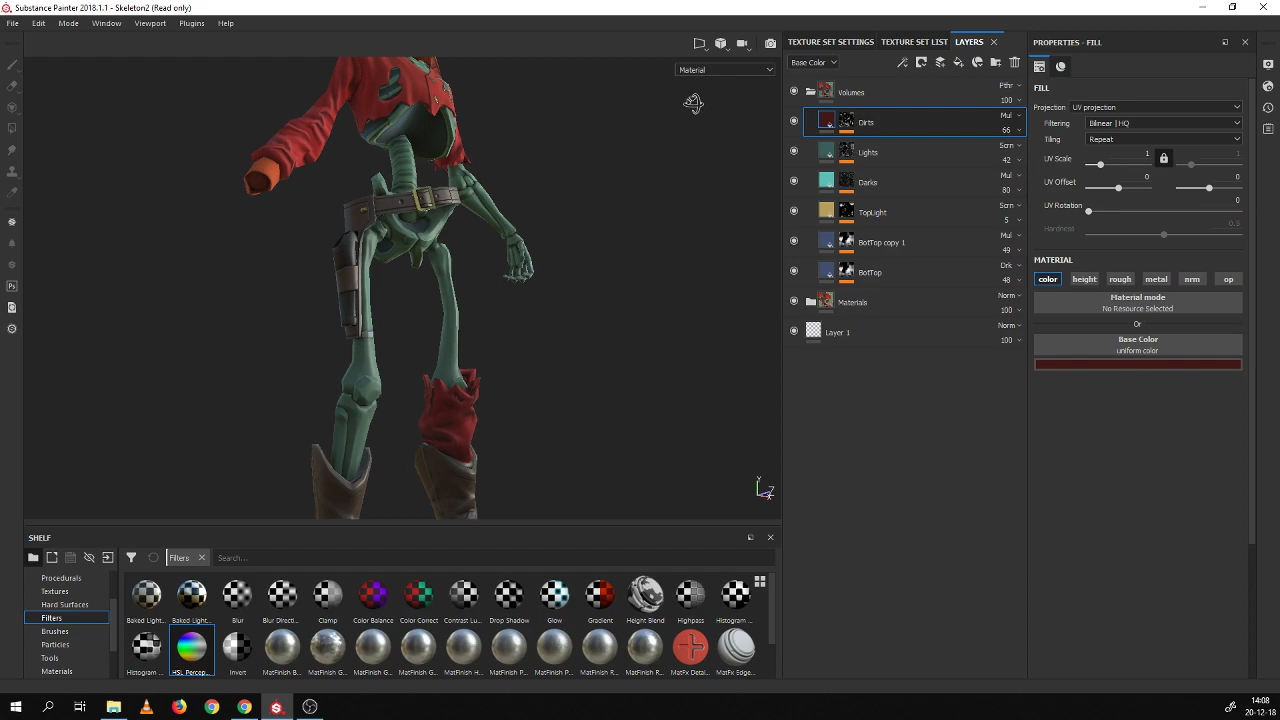 Substance Painter 2018.1.1 - Skeleton2 (Read only)
File Edit Mode Window Viewport Plugins Help
TEXTURE SET SETTINGS TEXTURE SET LIST LAYERS
PROPERTIES - FILL
Material
Base Color
Volumes Pthr 100
Dirts Mul 66
Lights Scrn 42
Darks Mul 80
TopLight Scrn 5
BotTop copy 1 Mul 49
BotTop Drk 48
Materials Norm 100
Layer 1 Norm 100
FILL
Projection UV projection
Filtering Bilinear | HQ
Tiling Repeat
UV Scale 1 1
UV Offset 0 0
UV Rotation 0
Hardness 0.5
MATERIAL
color height rough metal nrm op
Material mode
No Resource Selected
Or
Base Color
uniform color
Y
Z
SHELF
Filters Search...
Procedurals
Textures
Hard Surfaces
Filters
Brushes
Particles
Tools
Materials
Baked Light... Baked Light... Blur Blur Directi... Clamp Color Balance Color Correct Contrast Lu... Drop Shadow Glow Gradient Height Blend Highpass Histogram ...
Histogram ... HSL Percep... Invert MatFinish B... MatFinish G... MatFinish G... MatFinish G... MatFinish H... MatFinish P... MatFinish P... MatFinish R... MatFinish R... MatFx Detai... MatFx Edge...
Ps
14:08
20-12-18